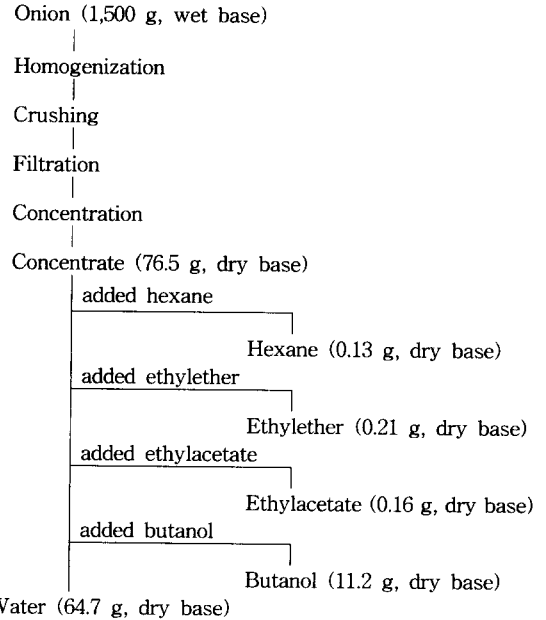 Onion (1,500 g, wet base)
Homogenization
Crushing
Filtration
Concentration
Concentrate (76.5 g, dry base)
added hexane
Hexane (0.13 g, dry base)
added ethylether
Ethylether (0.21 g, dry base)
added ethylacetate
Ethylacetate (0.16 g, dry base)
added butanol
Butanol (11.2 g, dry base)
Water (64.7 g, dry base)